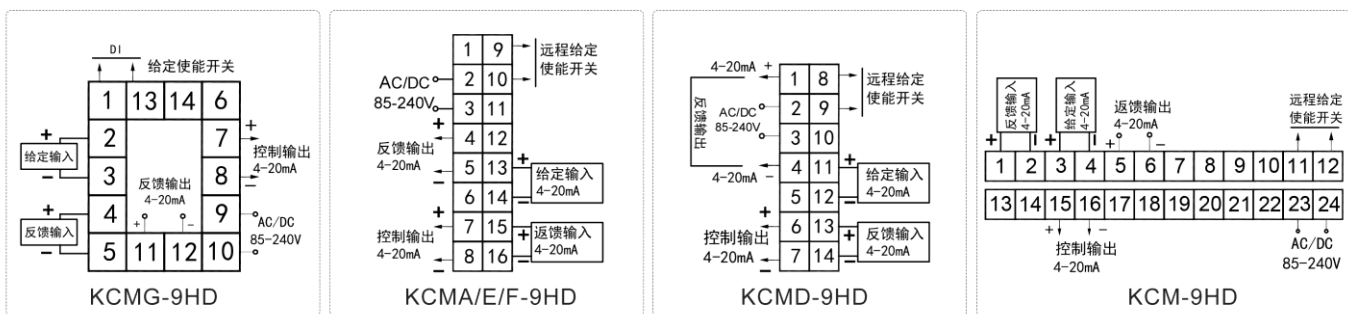 DI
给定使能开关
1 13 14 6
+ 2 7 +
给定输入 控制输出
4-20mA
- 3 8 -
反馈输出
4-20mA
+ 4 9 AC/DC
反馈输入 + - 85-240V
- 5 11 12 10
KCMG-9HD
1 9 远程给定
使能开关
AC/DC 2 10
85-240V 3 11
+ 4 12
反馈输出
4-20mA
- 5 13 + 给定输入
4-20mA
6 14 -
+ 7 15 + 返馈输入
控制输出 4-20mA
4-20mA
- 8 16 -
KCMA/E/F-9HD
4-20mA + 1 8 远程给定
使能开关
反馈输出
AC/DC 2 9
85-240V 3 10
4-20mA - 4 11 + 给定输入
4-20mA
5 12 -
+ 6 13 + 反馈输入
控制输出 4-20mA
4-20mA
- 7 14 -
KCMD-9HD
反馈输入
4-20mA
给定输入
4-20mA
返馈输出
4-20mA
远程给定
使能开关
+ - + - + -
1 2 3 4 5 6 7 8 9 10 11 12
13 14 15 16 17 18 19 20 21 22 23 24
+ -
控制输出
4-20mA
AC/DC
85-240V
KCM-9HD